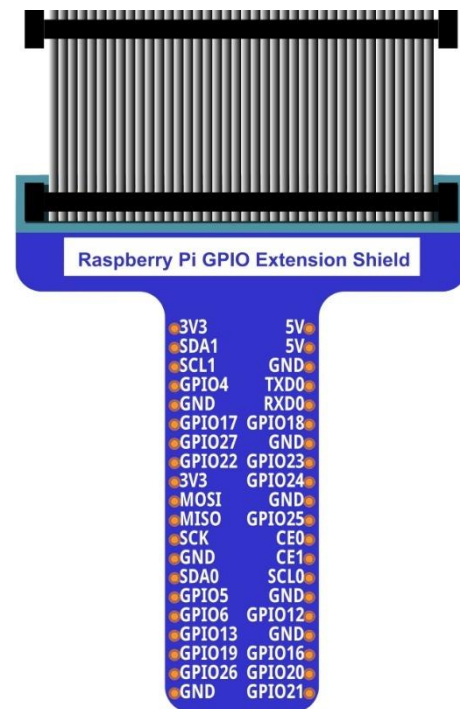 Raspberry Pi GPIO Extension Shield
3V3 5V
SDA1 5V
SCL1 GND
GPIO4 TXD0
GND RXD0
GPIO17 GPIO18
GPIO27 GND
GPIO22 GPIO23
3V3 GPIO24
MOSI GND
MISO GPIO25
SCK CE0
GND CE1
SDA0 SCL0
GPIO5 GND
GPIO6 GPIO12
GPIO13 GND
GPIO19 GPIO16
GPIO26 GPIO20
GND GPIO21